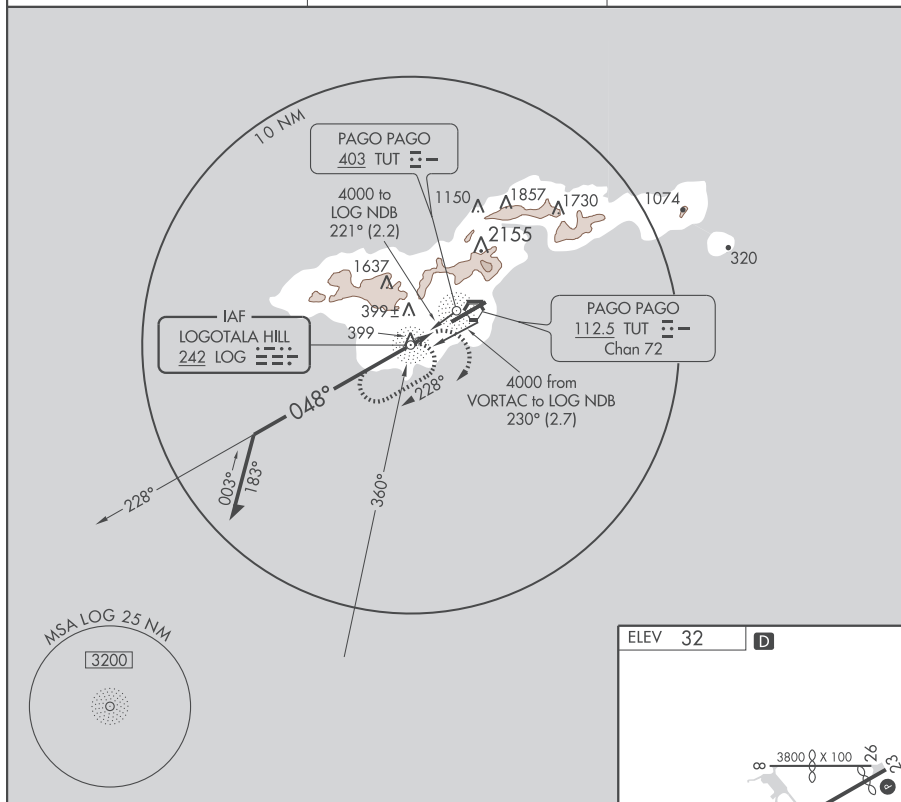 10 NM
PAGO PAGO
403 TUT
4000 to
LOG NDB
221° (2.2)
1150
1857
1730
1074
2155
320
1637
399±
399
IAF
LOGOTALA HILL
242 LOG
PAGO PAGO
112.5 TUT
Chan 72
4000 from
VORTAC to LOG NDB
230° (2.7)
228°
048°
003°
183°
228°
360°
MSA LOG 25 NM
3200
ELEV 32
D
8
3800 X 100
26
23
P